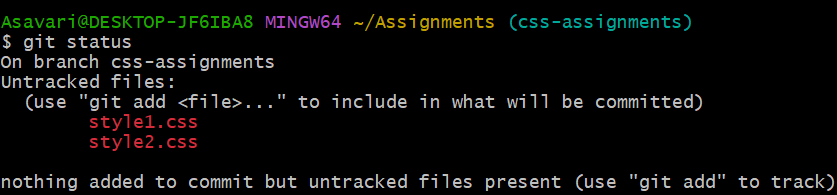 Asavari@DESKTOP-JF6IBA8 MINGW64 ~/Assignments (css-assignments)
$ git status
On branch css-assignments
Untracked files:
  (use "git add <file>..." to include in what will be committed)
        style1.css
        style2.css

nothing added to commit but untracked files present (use "git add" to track)